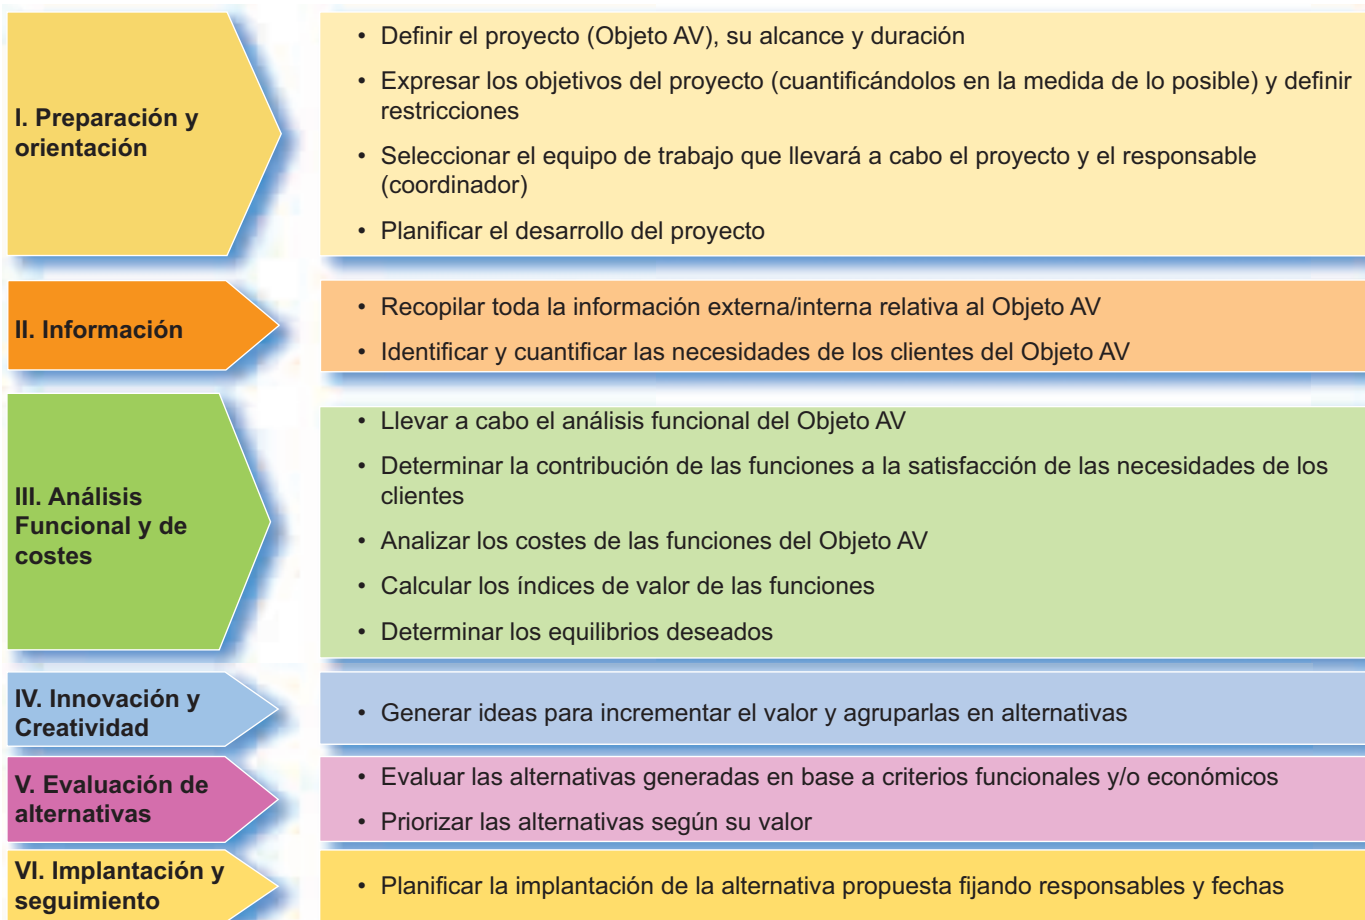 I. Preparación y
orientación
• Definir el proyecto (Objeto AV), su alcance y duración
• Expresar los objetivos del proyecto (cuantificándolos en la medida de lo posible) y definir
restricciones
• Seleccionar el equipo de trabajo que llevará a cabo el proyecto y el responsable
(coordinador)
• Planificar el desarrollo del proyecto
II. Información
• Recopilar toda la información externa/interna relativa al Objeto AV
• Identificar y cuantificar las necesidades de los clientes del Objeto AV
III. Análisis
Funcional y de
costes
• Llevar a cabo el análisis funcional del Objeto AV
• Determinar la contribución de las funciones a la satisfacción de las necesidades de los
clientes
• Analizar los costes de las funciones del Objeto AV
• Calcular los índices de valor de las funciones
• Determinar los equilibrios deseados
IV. Innovación y
Creatividad
• Generar ideas para incrementar el valor y agruparlas en alternativas
V. Evaluación de
alternativas
• Evaluar las alternativas generadas en base a criterios funcionales y/o económicos
• Priorizar las alternativas según su valor
VI. Implantación y
seguimiento
• Planificar la implantación de la alternativa propuesta fijando responsables y fechas